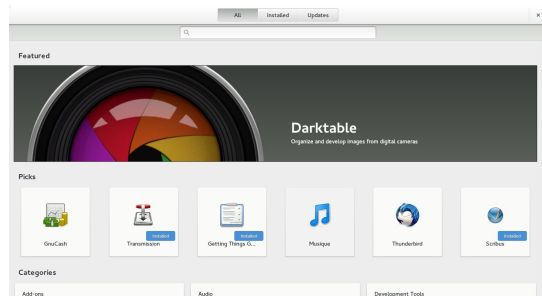 All Installed Updates
Featured
Darktable
Organize and develop images from digital cameras
Picks
Installed Installed Installed
GnuCash Transmission Getting Things G... Musique Thunderbird Scribus
Categories
Add-ons Audio Development Tools